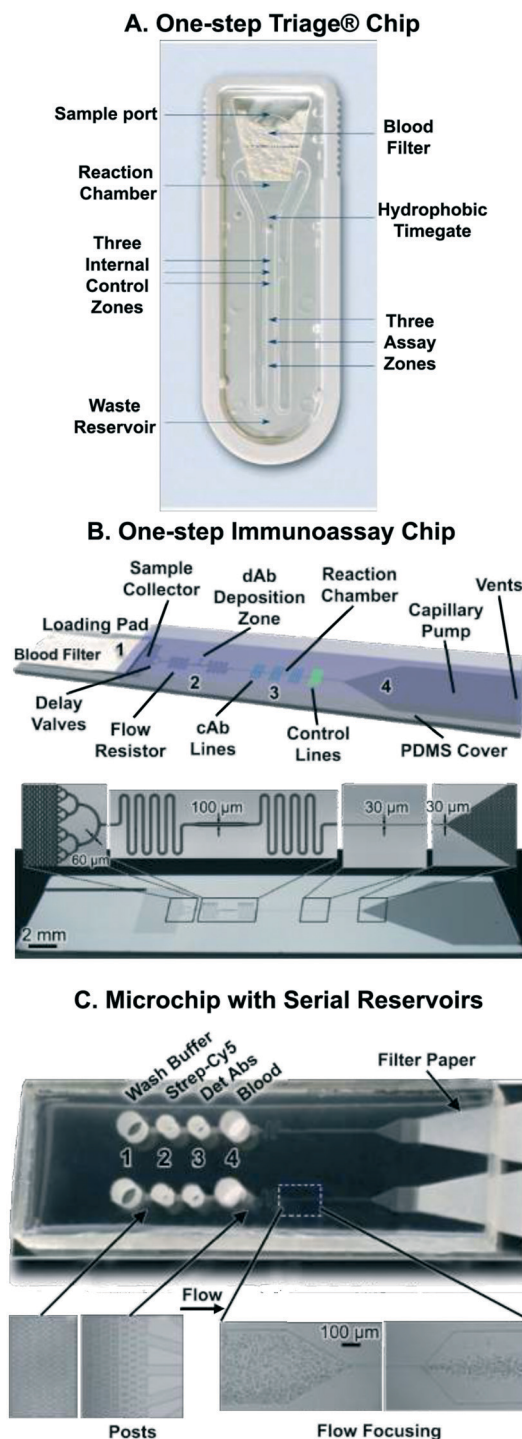 A. One-step Triage® Chip
Sample port
Blood
Filter
Reaction
Chamber
Hydrophobic
Timegate
Three
Internal
Control
Zones
Three
Assay
Zones
Waste
Reservoir
B. One-step Immunoassay Chip
Sample
Collector
dAb
Deposition
Zone
Reaction
Chamber
Vents
Loading Pad
Capillary
Pump
Blood Filter
1
2
3
4
Delay
Valves
Flow
Resistor
cAb
Lines
Control
Lines
PDMS Cover
60 µm
100 µm
30 µm
30 µm
2 mm
C. Microchip with Serial Reservoirs
Wash Buffer
Strep-Cy5
Det Abs
Blood
Filter Paper
1 2 3 4
Flow
100 µm
Posts
Flow Focusing